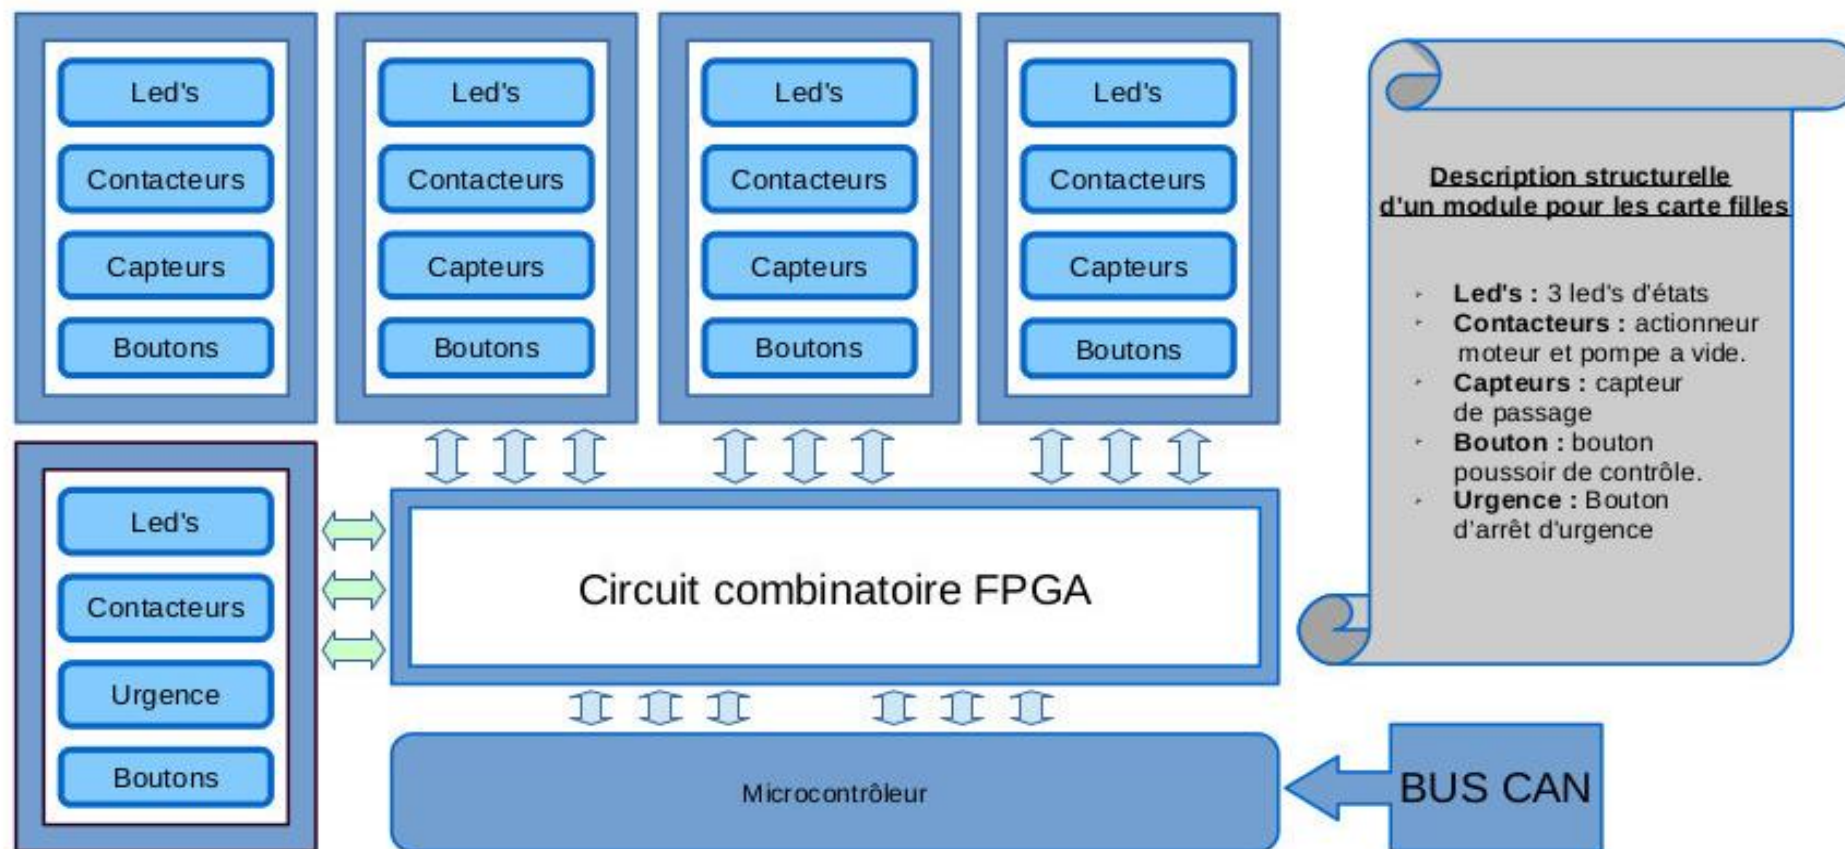 Led's
Contacteurs
Capteurs
Boutons
Led's
Contacteurs
Capteurs
Boutons
Led's
Contacteurs
Capteurs
Boutons
Led's
Contacteurs
Capteurs
Boutons
Led's
Contacteurs
Urgence
Boutons
Circuit combinatoire FPGA
Microcontrôleur
BUS CAN
Description structurelle
d'un module pour les carte filles
Led's : 3 led's d'états
Contacteurs : actionneur
moteur et pompe a vide.
Capteurs : capteur
de passage
Bouton : bouton
poussoir de contrôle.
Urgence : Bouton
d'arrêt d'urgence